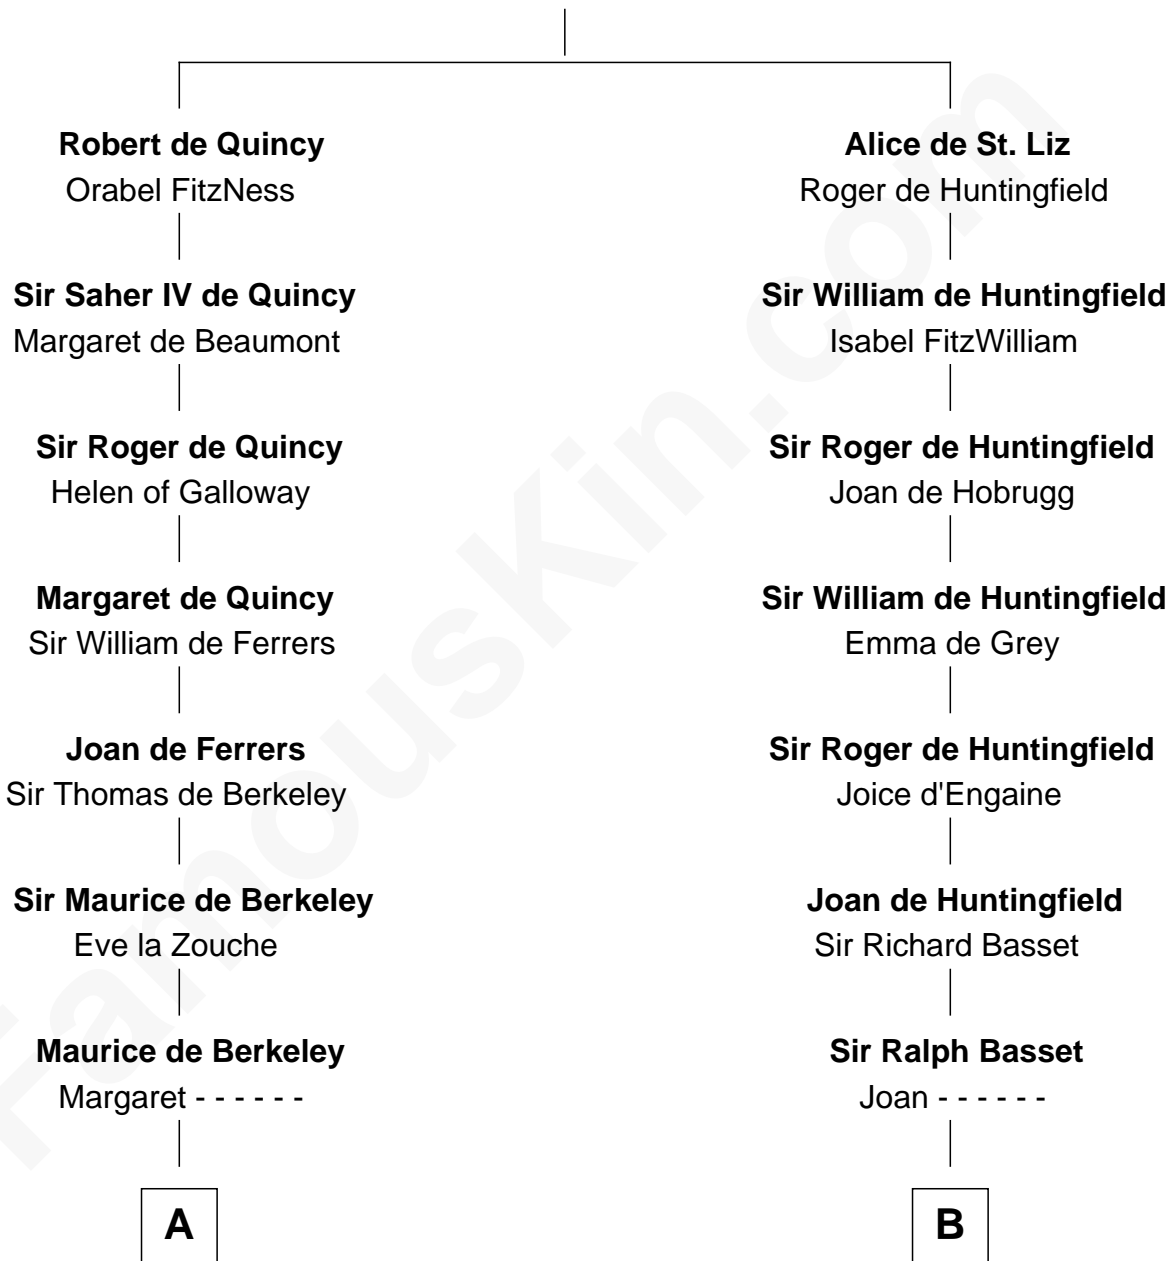 Robert de Quincy
Orabel FitzNess
Sir Saher IV de Quincy
Margaret de Beaumont
Sir Roger de Quincy
Helen of Galloway
Margaret de Quincy
Sir William de Ferrers
Joan de Ferrers
Sir Thomas de Berkeley
Sir Maurice de Berkeley
Eve la Zouche
Maurice de Berkeley
Margaret - - - - - -
A
Alice de St. Liz
Roger de Huntingfield
Sir William de Huntingfield
Isabel FitzWilliam
Sir Roger de Huntingfield
Joan de Hobrugg
Sir William de Huntingfield
Emma de Grey
Sir Roger de Huntingfield
Joice d'Engaine
Joan de Huntingfield
Sir Richard Basset
Sir Ralph Basset
Joan - - - - - -
B
FamousKin.com